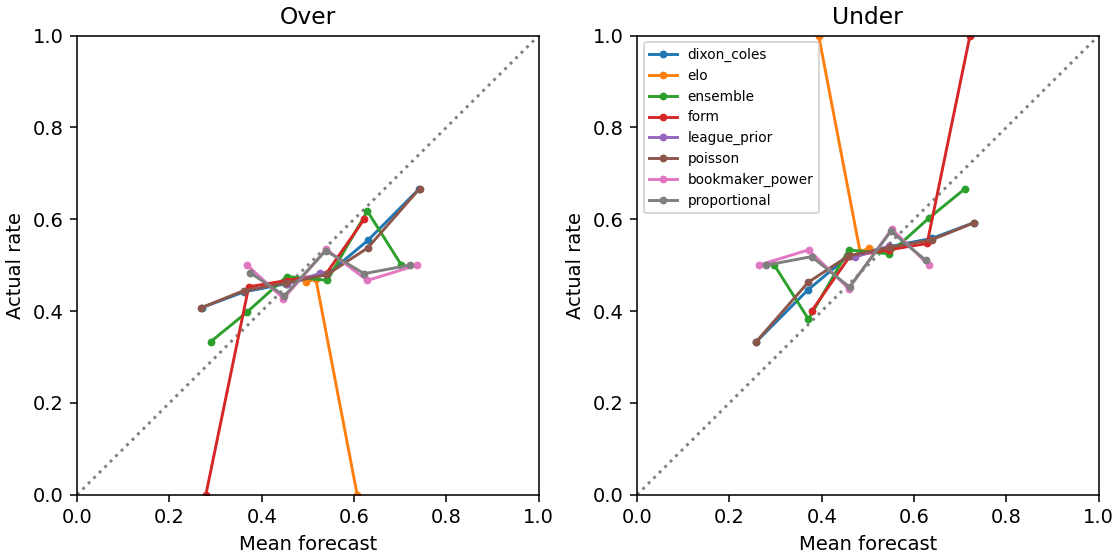 Over
Under
1.0
0.8
0.6
0.4
0.2
0.0
Actual rate
0.0 0.2 0.4 0.6 0.8 1.0
Mean forecast
1.0
0.8
0.6
0.4
0.2
0.0
Actual rate
dixon_coles
elo
ensemble
form
league_prior
poisson
bookmaker_power
proportional
0.0 0.2 0.4 0.6 0.8 1.0
Mean forecast